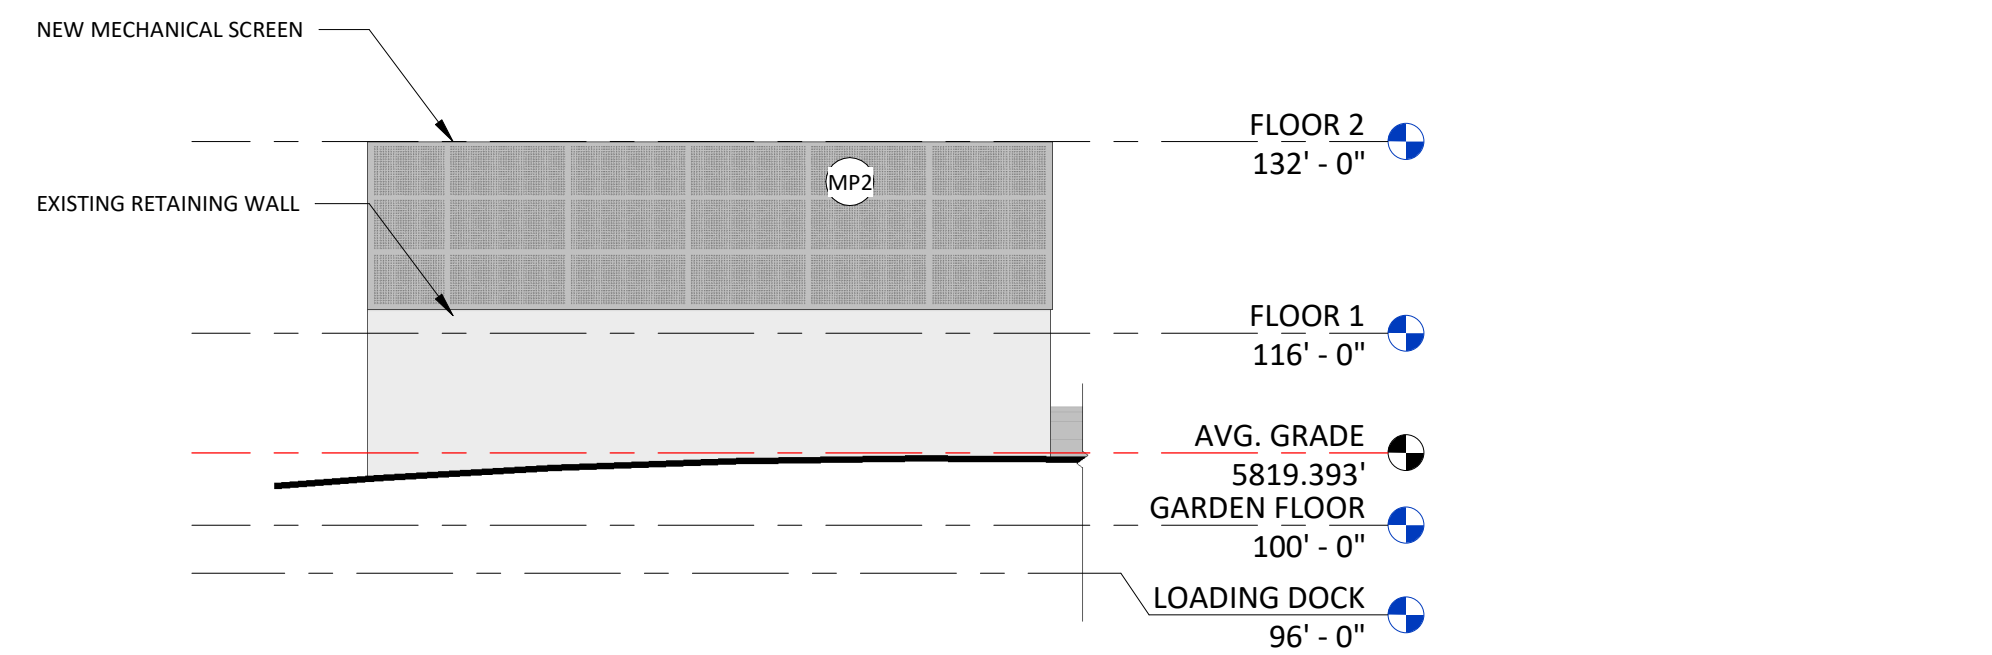 NEW MECHANICAL SCREEN
EXISTING RETAINING WALL
MP2
FLOOR 2
132' - 0"
FLOOR 1
116' - 0"
AVG. GRADE
5819.393'
GARDEN FLOOR
100' - 0"
LOADING DOCK
96' - 0"